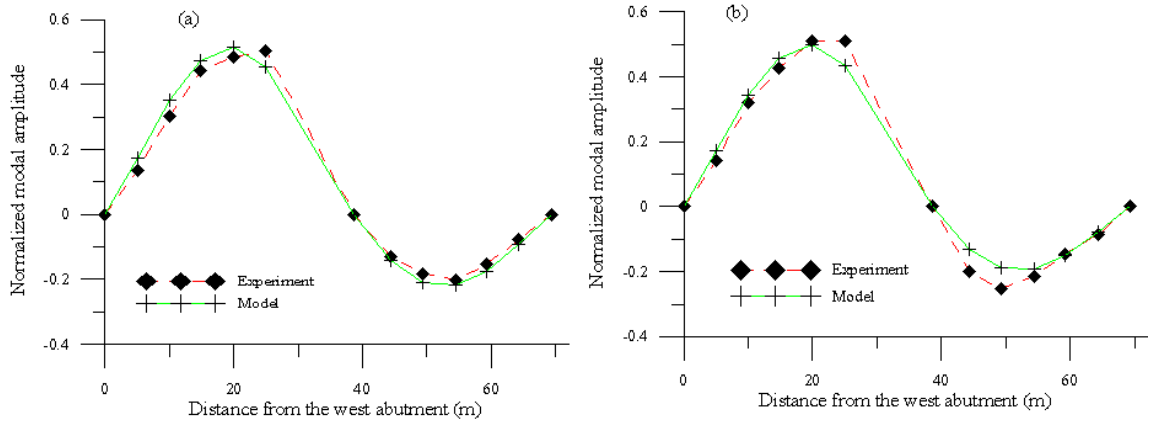 (a)
0.6
0.4
0.2
0
-0.2
-0.4
Normalized modal amplitude
Experiment
Model
0
20
40
60
Distance from the west abutment (m)
(b)
0.6
0.4
0.2
0
-0.2
-0.4
Normalized modal amplitude
Experiment
Model
0
20
40
60
Distance from the west abutment (m)